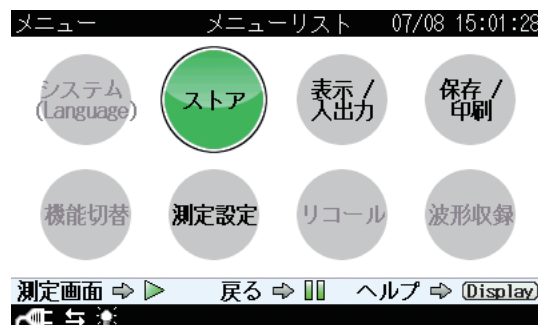 メニュー メニューリスト 07/08 15:01:28
システム ストア 表示/ 保存/
(Language) 入出力 印刷
機能切替 測定設定 リコール 波形収録
測定画面 ⇨ ▷ 戻る ⇨ ▯▯ ヘルプ ⇨ (Display)